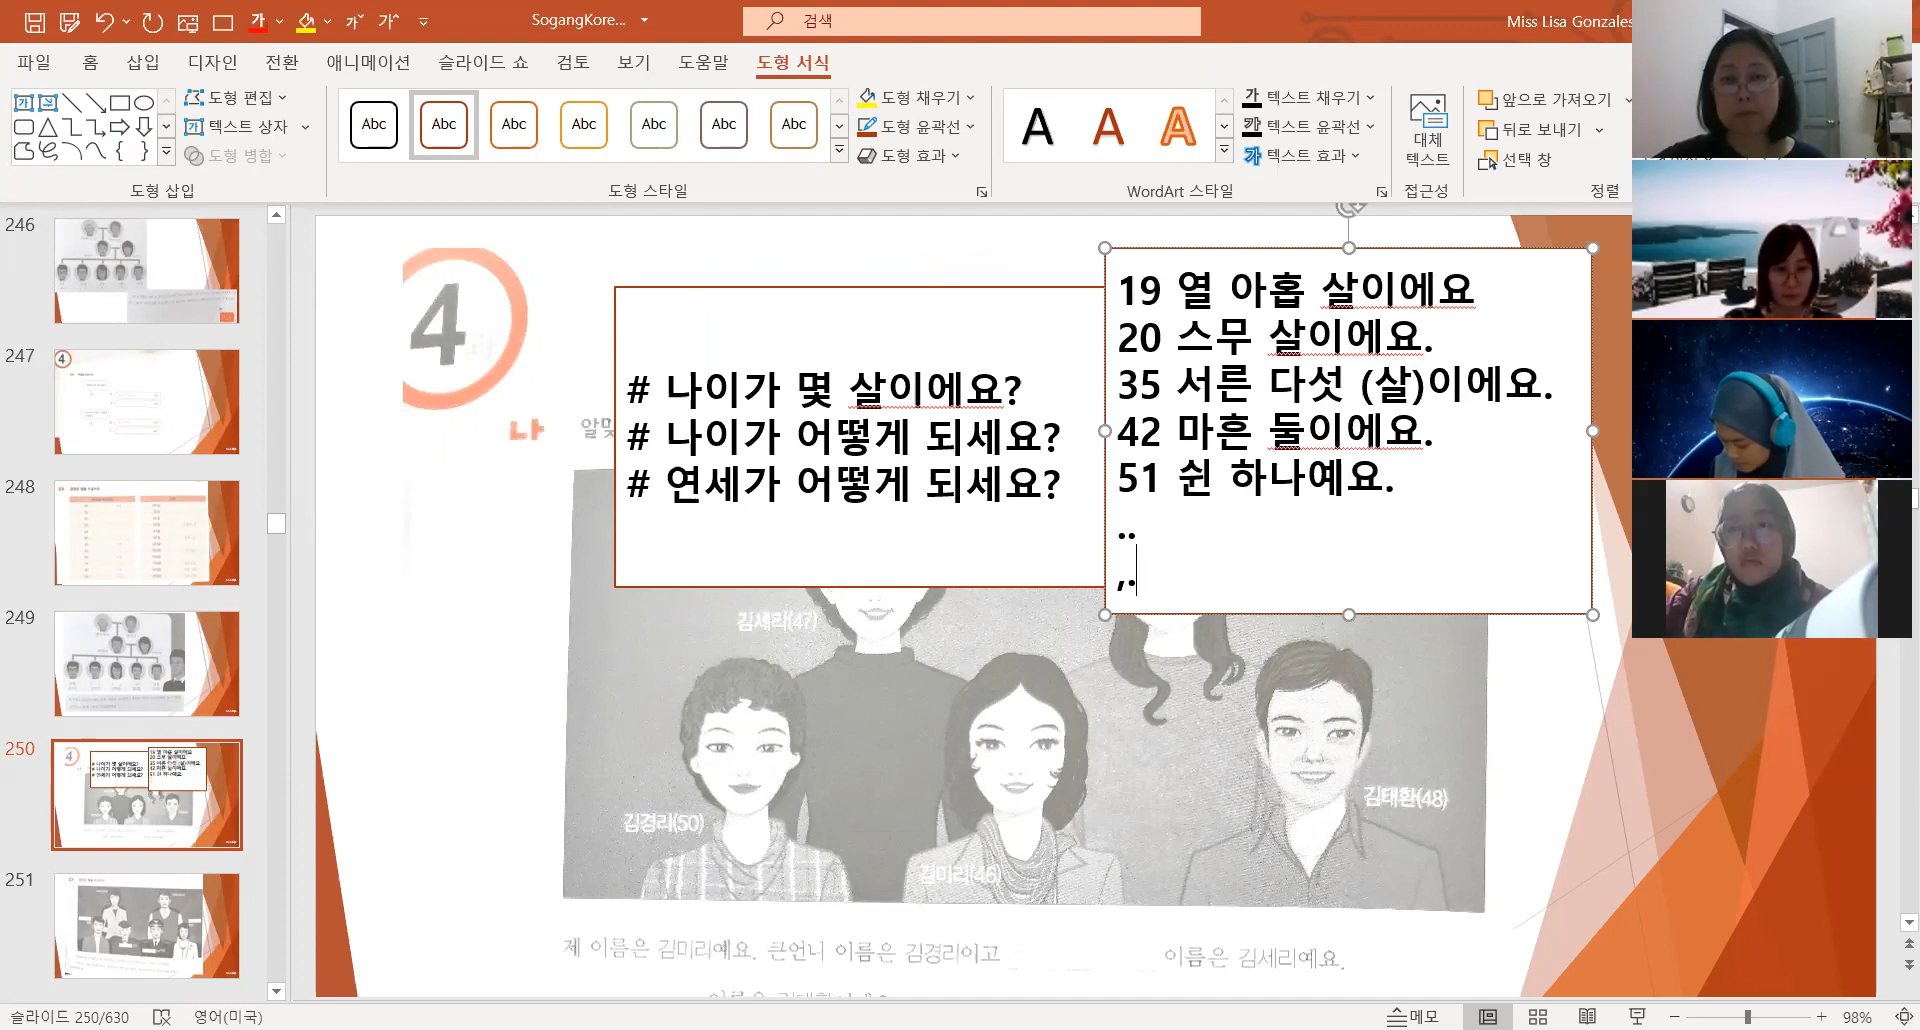 SogangKore...
검색
Miss Lisa Gonzales
파일 홈 삽입 디자인 전환 애니메이션 슬라이드 쇼 검토 보기 도움말 도형 서식
도형 편집
텍스트 상자
도형 병합
도형 삽입
Abc Abc Abc Abc Abc Abc Abc
도형 스타일
도형 채우기
도형 윤곽선
도형 효과
A A A
WordArt 스타일
텍스트 채우기
텍스트 윤곽선
텍스트 효과
대체
텍스트
접근성
앞으로 가져오기
뒤로 보내기
선택 창
정렬
246
247
248
249
250
251
4
나
# 나이가 몇 살이에요?
# 나이가 어떻게 되세요?
# 연세가 어떻게 되세요?
19 열 아홉 살이에요
20 스무 살이에요.
35 서른 다섯 (살)이에요.
42 마흔 둘이에요.
51 쉰 하나예요.
..
,.
김세리(47)
김경리(50)
김미리(46)
김태환(48)
제 이름은 김미리예요. 큰언니 이름은 김경리이고 이름은 김세리예요.
슬라이드 250/630 영어(미국)
메모
98%